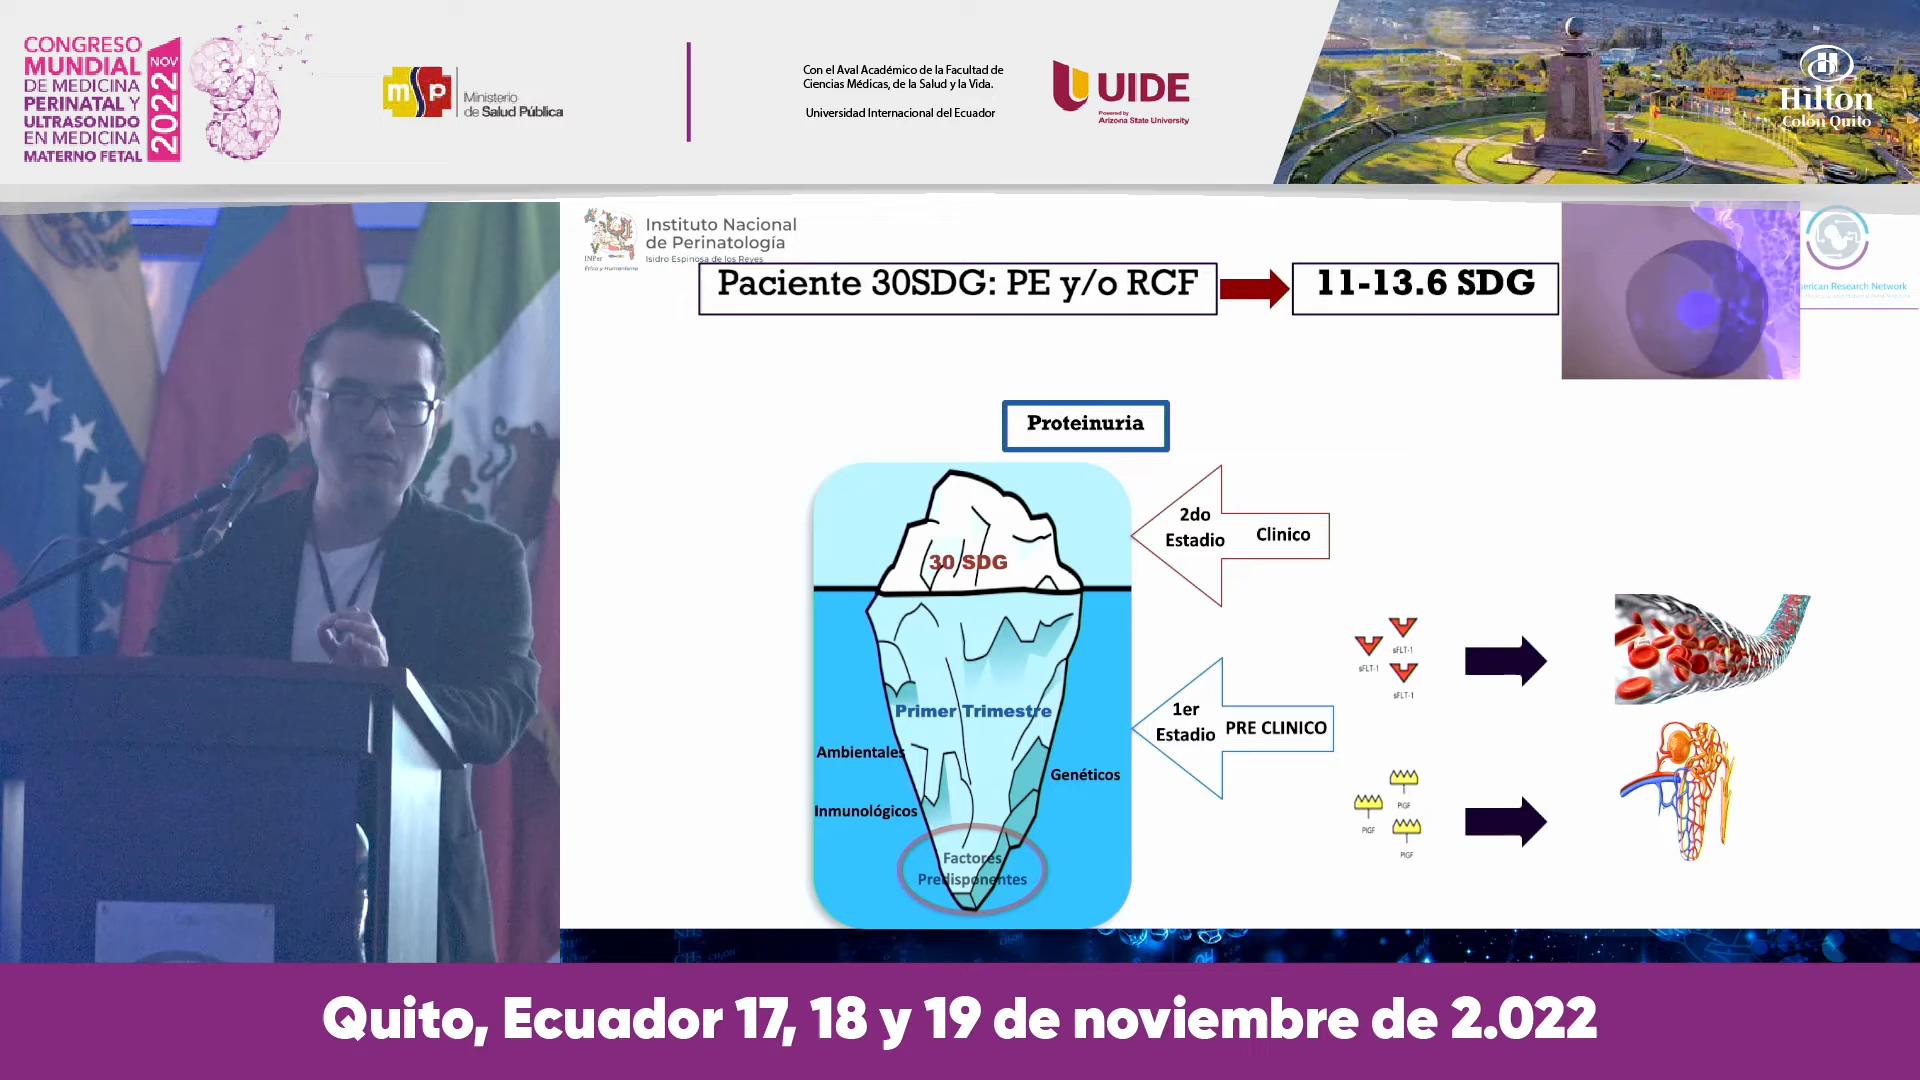 CONGRESO
MUNDIAL
DE MEDICINA
PERINATAL Y
ULTRASONIDO
EN MEDICINA
MATERNO FETAL
NOV
2022
msp
Ministerio
de Salud Pública
Con el Aval Académico de la Facultad de
Ciencias Médicas, de la Salud y la Vida.
Universidad Internacional del Ecuador
UIDE
Powered by
Arizona State University
Hilton
Colón Quito
Instituto Nacional
de Perinatología
Isidro Espinosa de los Reyes
INPer
Ética y Humanismo
erican Research Network
Paciente 30SDG: PE y/o RCF
11-13.6 SDG
Proteinuria
30 SDG
2do
Estadio
Clinico
Primer Trimestre
1er
Estadio
PRE CLINICO
Ambientales
Genéticos
Inmunológicos
Factores
Predisponentes
sFLT-1
sFLT-1
sFLT-1
PlGF
PlGF
PlGF
Quito, Ecuador 17, 18 y 19 de noviembre de 2.022